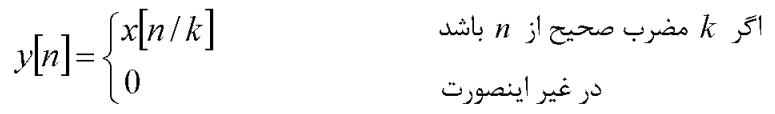 y[n] = { x[n/k] اگر k مضرب صحیح از n باشد
0 در غیر اینصورت